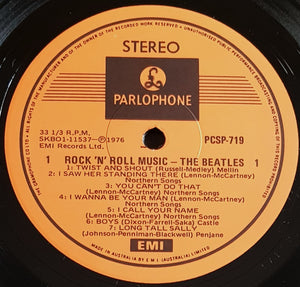 STEREO
PARLOPHONE
33 1/3 R.P.M.
SKBO1-11537-Ⓟ1976
EMI Records Ltd.
PCSP-719
1 ROCK 'N' ROLL MUSIC – THE BEATLES 1
1: TWIST AND SHOUT (Russell-Medley) Mellin
2: I SAW HER STANDING THERE (Lennon-McCartney)
Northern Songs
3: YOU CAN'T DO THAT
(Lennon-McCartney) Northern Songs
4: I WANNA BE YOUR MAN (Lennon-McCartney)
Northern Songs
5: I CALL YOUR NAME
(Lennon-McCartney) Northern Songs
6: BOYS (Dixon-Farrell-Saka) Castle
7: LONG TALL SALLY
(Johnson-Penniman-Blackwell) Penjane
EMI
MADE IN AUSTRALIA BY EMI (AUSTRALIA) LIMITED